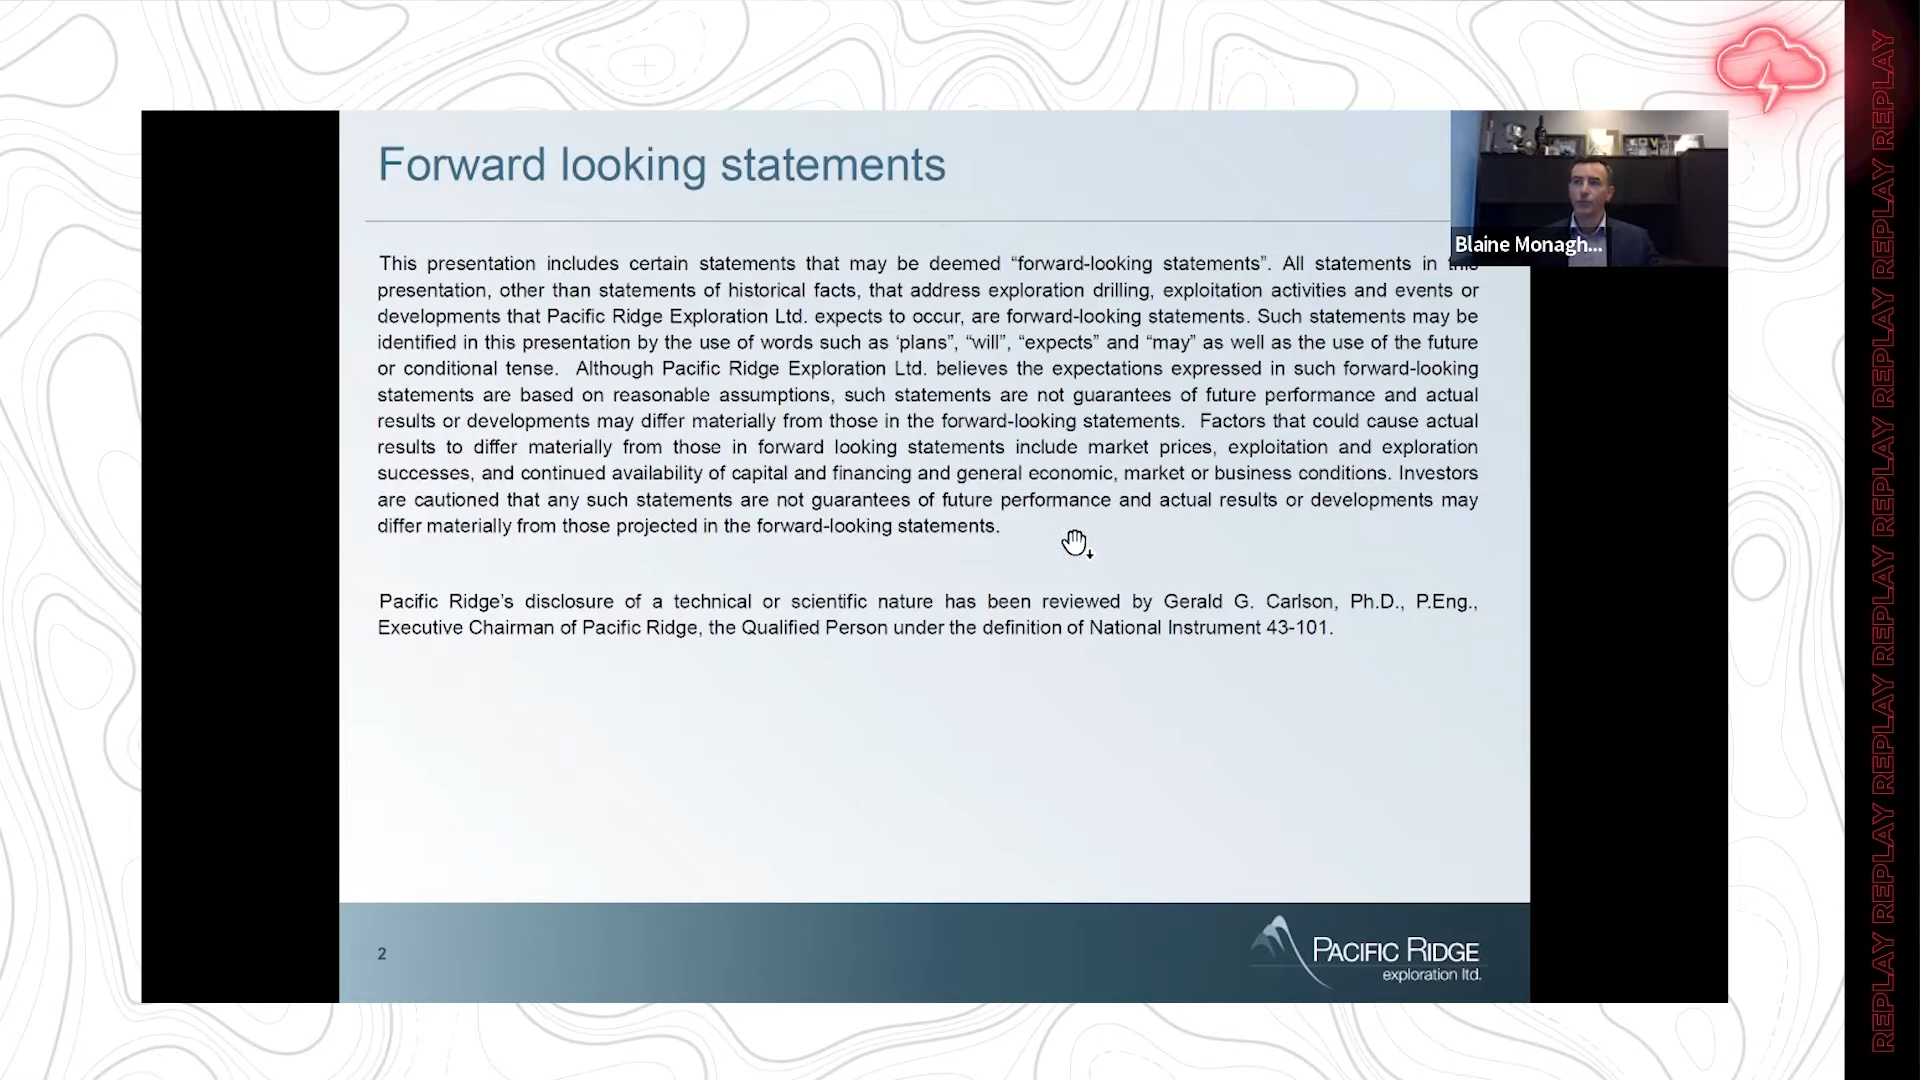 Forward looking statements
Blaine Monagh...
This presentation includes certain statements that may be deemed “forward-looking statements”. All statements in this
presentation, other than statements of historical facts, that address exploration drilling, exploitation activities and events or
developments that Pacific Ridge Exploration Ltd. expects to occur, are forward-looking statements. Such statements may be
identified in this presentation by the use of words such as ‘plans”, “will”, “expects” and “may” as well as the use of the future
or conditional tense.  Although Pacific Ridge Exploration Ltd. believes the expectations expressed in such forward-looking
statements are based on reasonable assumptions, such statements are not guarantees of future performance and actual
results or developments may differ materially from those in the forward-looking statements.  Factors that could cause actual
results to differ materially from those in forward looking statements include market prices, exploitation and exploration
successes, and continued availability of capital and financing and general economic, market or business conditions. Investors
are cautioned that any such statements are not guarantees of future performance and actual results or developments may
differ materially from those projected in the forward-looking statements.
Pacific Ridge’s disclosure of a technical or scientific nature has been reviewed by Gerald G. Carlson, Ph.D., P.Eng.,
Executive Chairman of Pacific Ridge, the Qualified Person under the definition of National Instrument 43-101.
2
PACIFIC RIDGE
exploration ltd.
REPLAY REPLAY REPLAY REPLAY REPLAY REPLAY REPLAY REPLAY